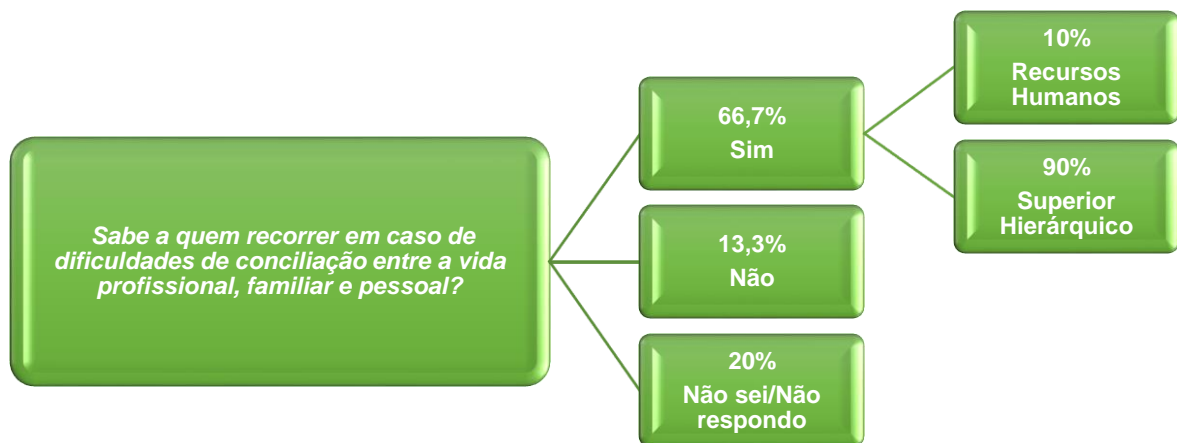 Sabe a quem recorrer em caso de
dificuldades de conciliação entre a vida
profissional, familiar e pessoal?
66,7%
Sim
10%
Recursos
Humanos
90%
Superior
Hierárquico
13,3%
Não
20%
Não sei/Não
respondo